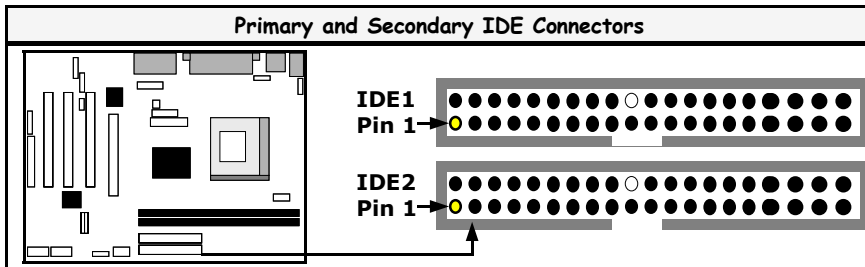 Primary and Secondary IDE Connectors
IDE1
Pin 1
IDE2
Pin 1